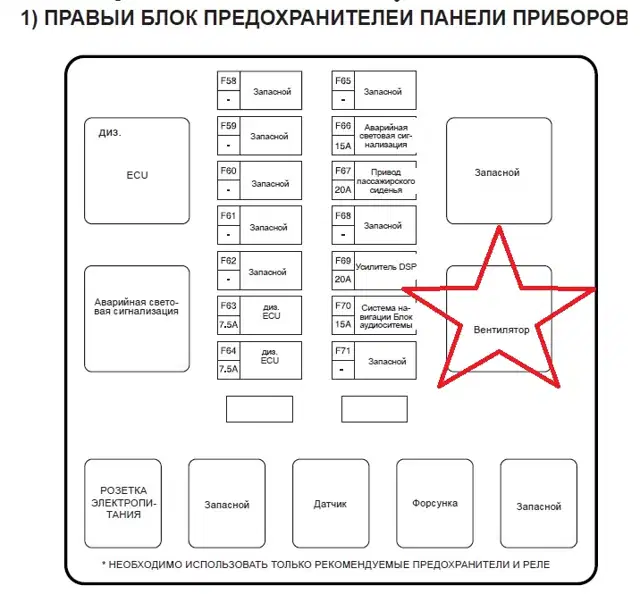 1) ПРАВЫЙ БЛОК ПРЕДОХРАНИТЕЛЕЙ ПАНЕЛИ ПРИБОРОВ
ДИЗ.
ECU
F58
-
Запасной
F65
-
Запасной
Запасной
F59
-
Запасной
F66
15A
Аварийная
световая сиг-
нализация
F60
-
Запасной
F67
20A
Привод
пассажирского
сиденья
F61
-
Запасной
F68
-
Запасной
Аварийная свето-
вая сигнализация
F62
-
Запасной
F69
20A
Усилитель DSP
Вентилятор
F63
7.5A
диз.
ECU
F70
15A
Система на-
вигации Блок
аудиоситемы
F64
7.5A
диз.
ECU
F71
-
Запасной
РОЗЕТКА
ЭЛЕКТРОПИ-
ТАНИЯ
Запасной
Датчик
Форсунка
Запасной
* НЕОБХОДИМО ИСПОЛЬЗОВАТЬ ТОЛЬКО РЕКОМЕНДУЕМЫЕ ПРЕДОХРАНИТЕЛИ И РЕЛЕ